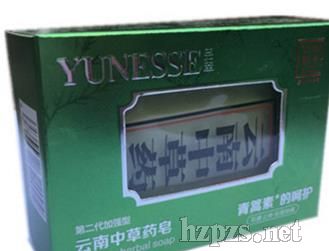 YUNESSE
云南中草药
第二代加强型
云南中草药皂
herbal soap
青蒿素®的呵护
hzpzs.net